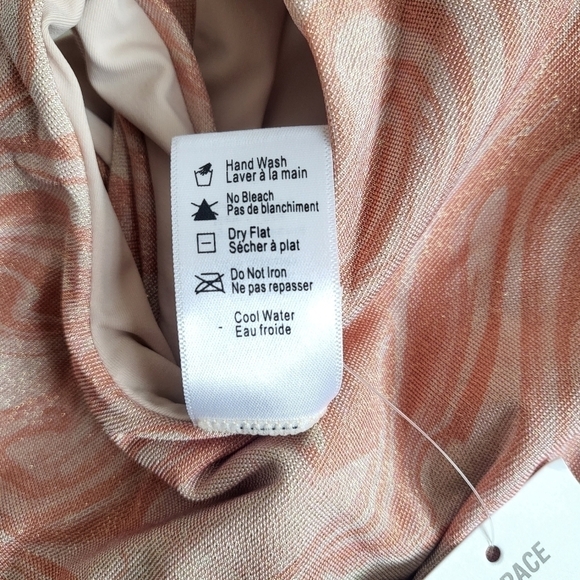 Hand Wash
Laver à la main
No Bleach
Pas de blanchiment
Dry Flat
Sécher à plat
Do Not Iron
Ne pas repasser
Cool Water
Eau froide